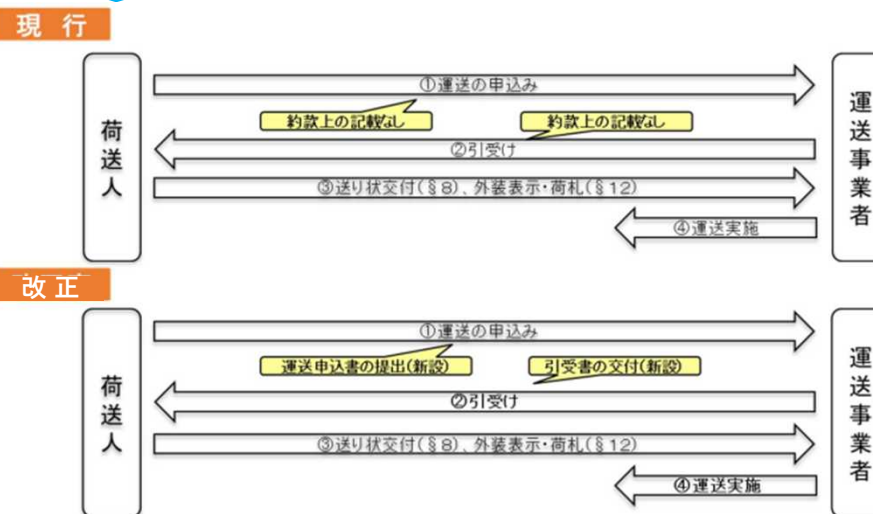 現 行
荷送人
運送事業者
①運送の申込み
約款上の記載なし
約款上の記載なし
②引受け
③送り状交付(§8)、外装表示・荷札(§12)
④運送実施
改 正
荷送人
運送事業者
①運送の申込み
運送申込書の提出(新設)
引受書の交付(新設)
②引受け
③送り状交付(§8)、外装表示・荷札(§12)
④運送実施